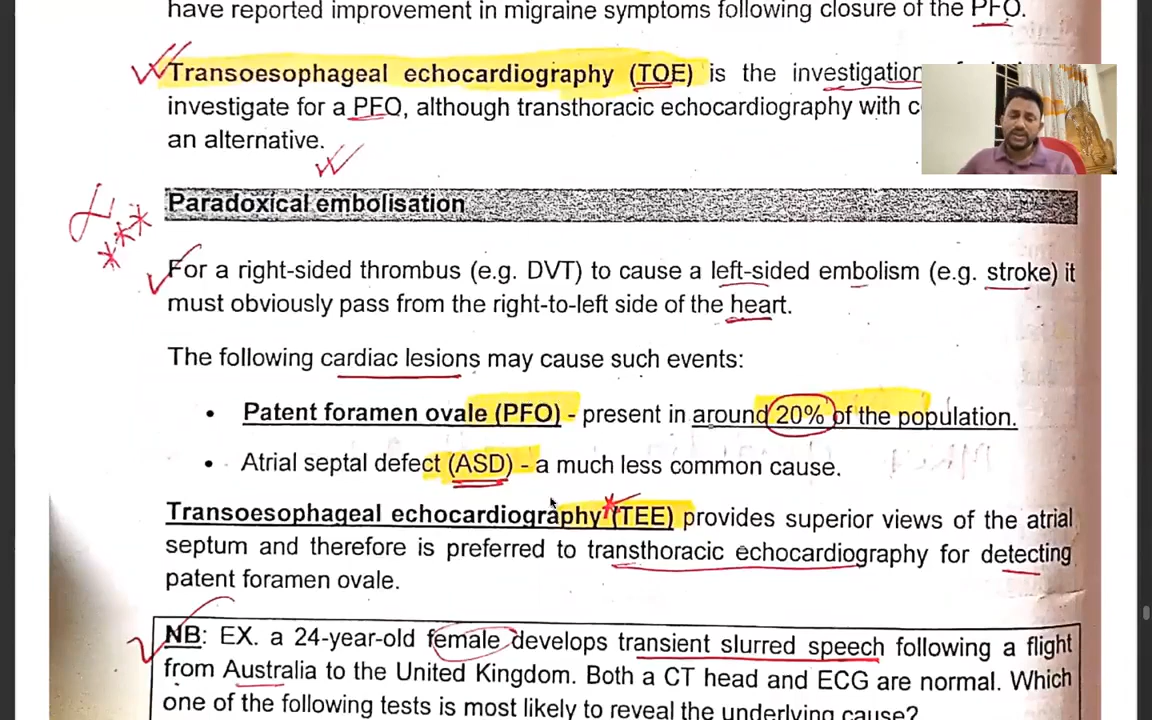 have reported improvement in migraine symptoms following closure of the PFO.
Transoesophageal echocardiography (TOE) is the investigation
investigate for a PFO, although transthoracic echocardiography with
an alternative.
Paradoxical embolisation
For a right-sided thrombus (e.g. DVT) to cause a left-sided embolism (e.g. stroke) it
must obviously pass from the right-to-left side of the heart.
The following cardiac lesions may cause such events:
• Patent foramen ovale (PFO) - present in around 20% of the population.
• Atrial septal defect (ASD) - a much less common cause.
Transoesophageal echocardiography (TEE) provides superior views of the atrial
septum and therefore is preferred to transthoracic echocardiography for detecting
patent foramen ovale.
NB: EX. a 24-year-old female develops transient slurred speech following a flight
from Australia to the United Kingdom. Both a CT head and ECG are normal. Which
one of the following tests is most likely to reveal the underlying cause?